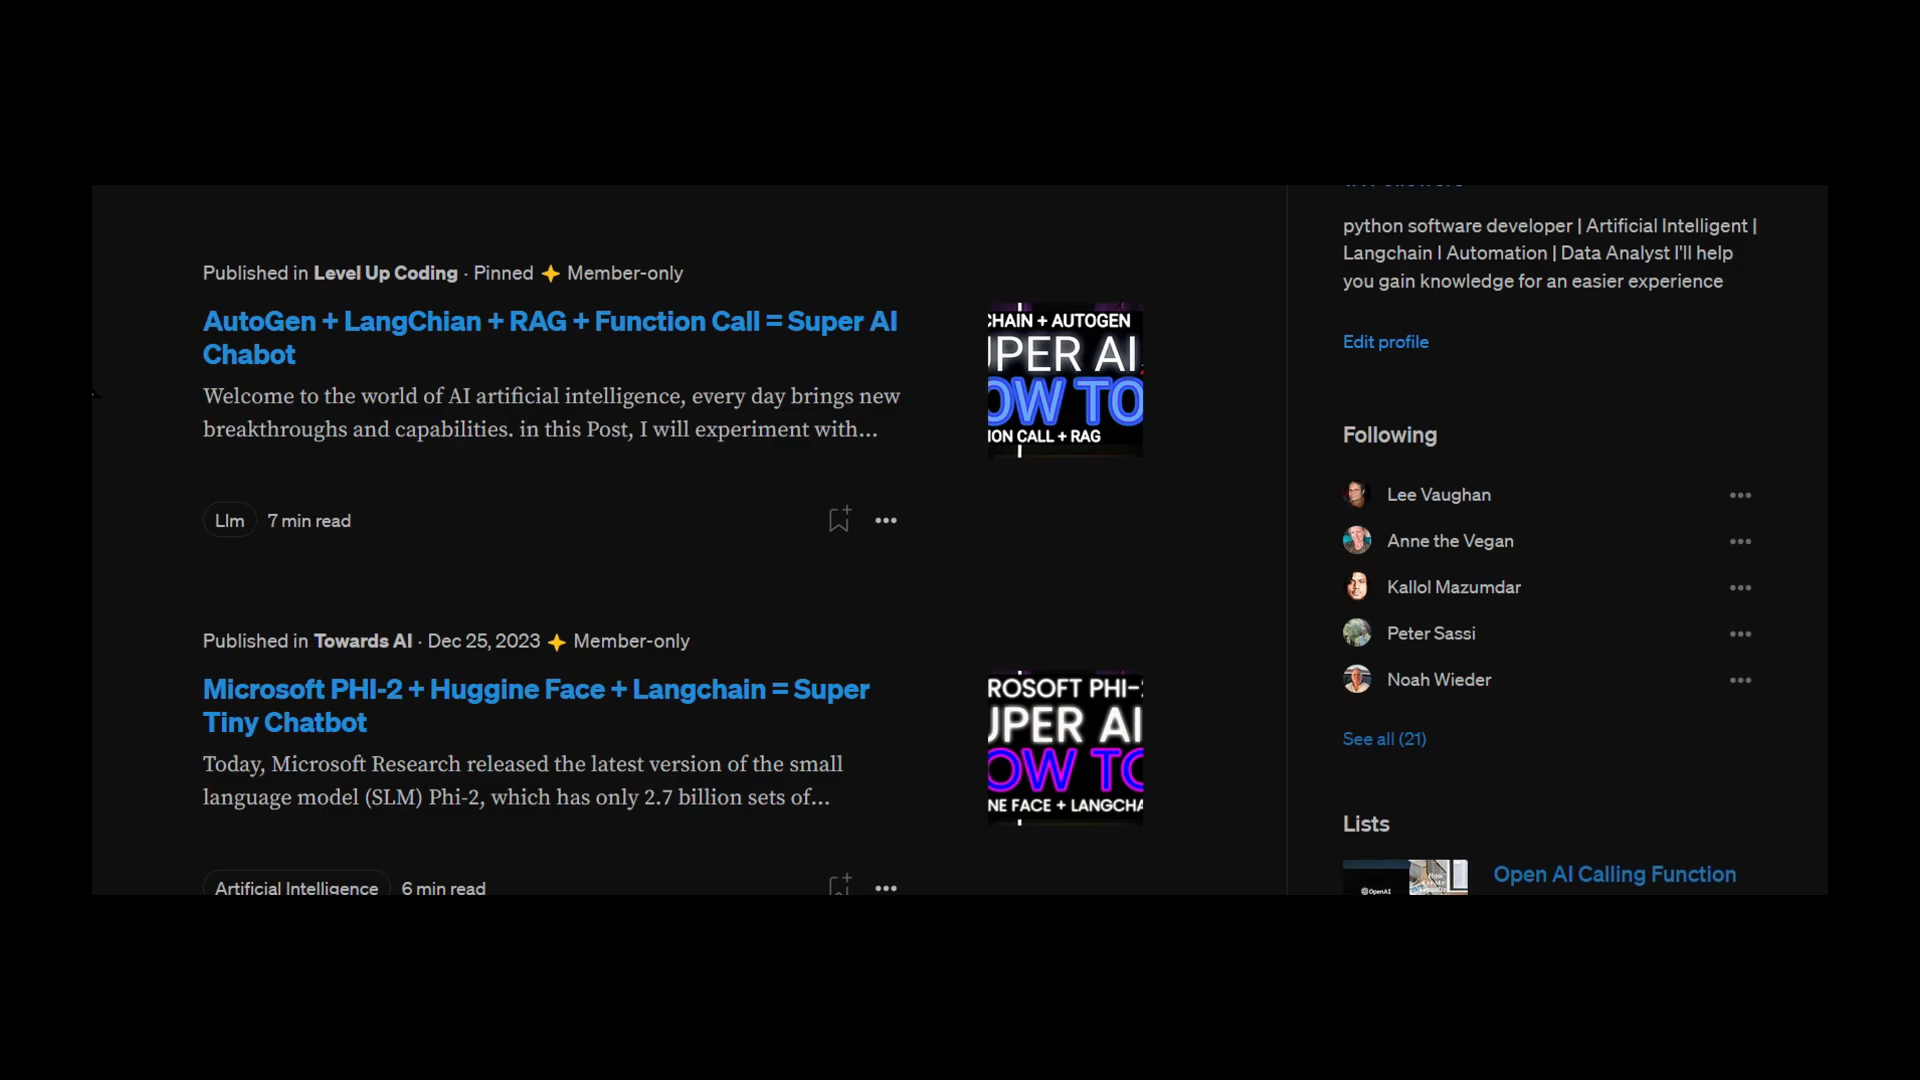 Published in Level Up Coding · Pinned Member-only
AutoGen + LangChian + RAG + Function Call = Super AI
Chabot
Welcome to the world of AI artificial intelligence, every day brings new
breakthroughs and capabilities. in this Post, I will experiment with...
CHAIN + AUTOGEN
UPER AI
OW TO
ION CALL + RAG
Llm 7 min read
Published in Towards AI · Dec 25, 2023 Member-only
Microsoft PHI-2 + Huggine Face + Langchain = Super
Tiny Chatbot
Today, Microsoft Research released the latest version of the small
language model (SLM) Phi-2, which has only 2.7 billion sets of...
ROSOFT PHI-
UPER AI
OW TO
NE FACE + LANGCHA
Artificial Intelligence 6 min read
python software developer | Artificial Intelligent |
Langchain I Automation | Data Analyst I'll help
you gain knowledge for an easier experience
Edit profile
Following
Lee Vaughan
Anne the Vegan
Kallol Mazumdar
Peter Sassi
Noah Wieder
See all (21)
Lists
OpenAI
Open AI Calling Function